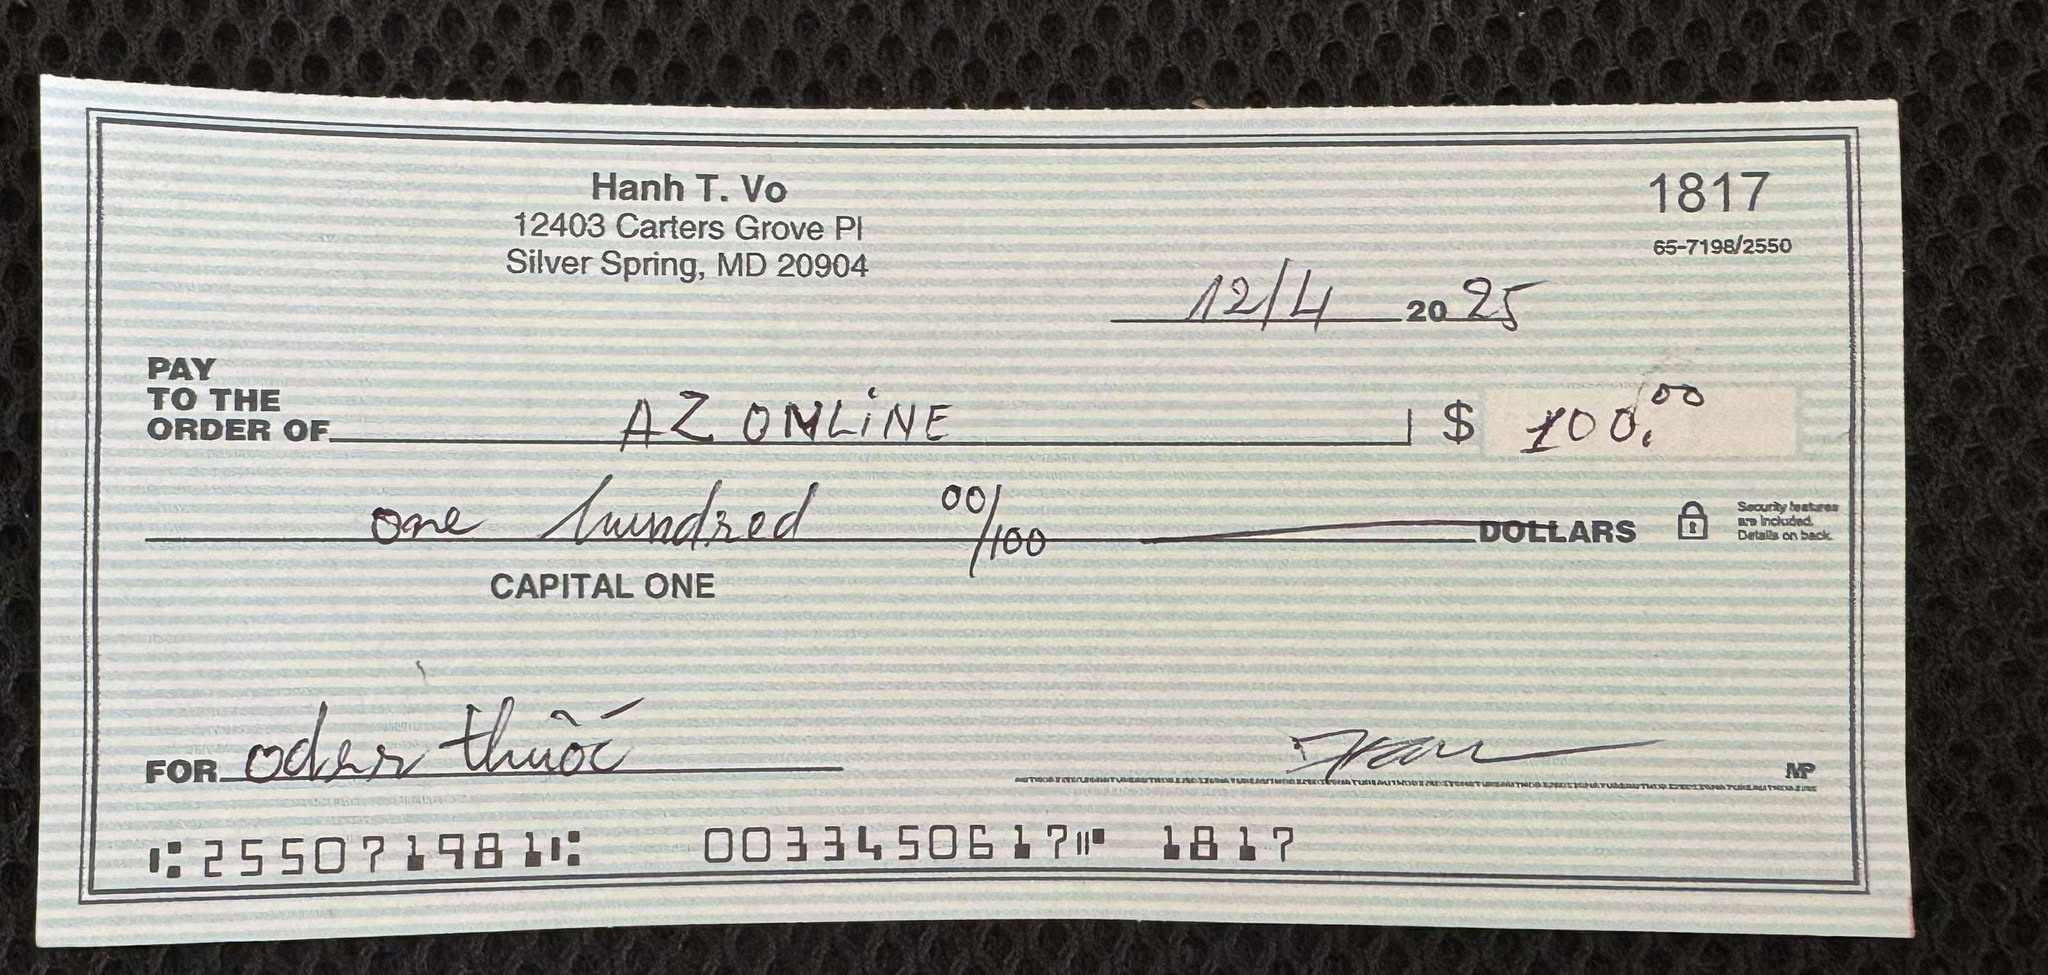 Hanh T. Vo
12403 Carters Grove Pl
Silver Spring, MD 20904
1817
65-7198/2550
12/4 20 25
PAY
TO THE
ORDER OF AZ ONLINE $ 100.00
one hundred 00/100 DOLLARS
Security features
are included.
Details on back.
CAPITAL ONE
FOR oder thuốc
MP
⑆255071981⑆ 0033450617⑈ 1817